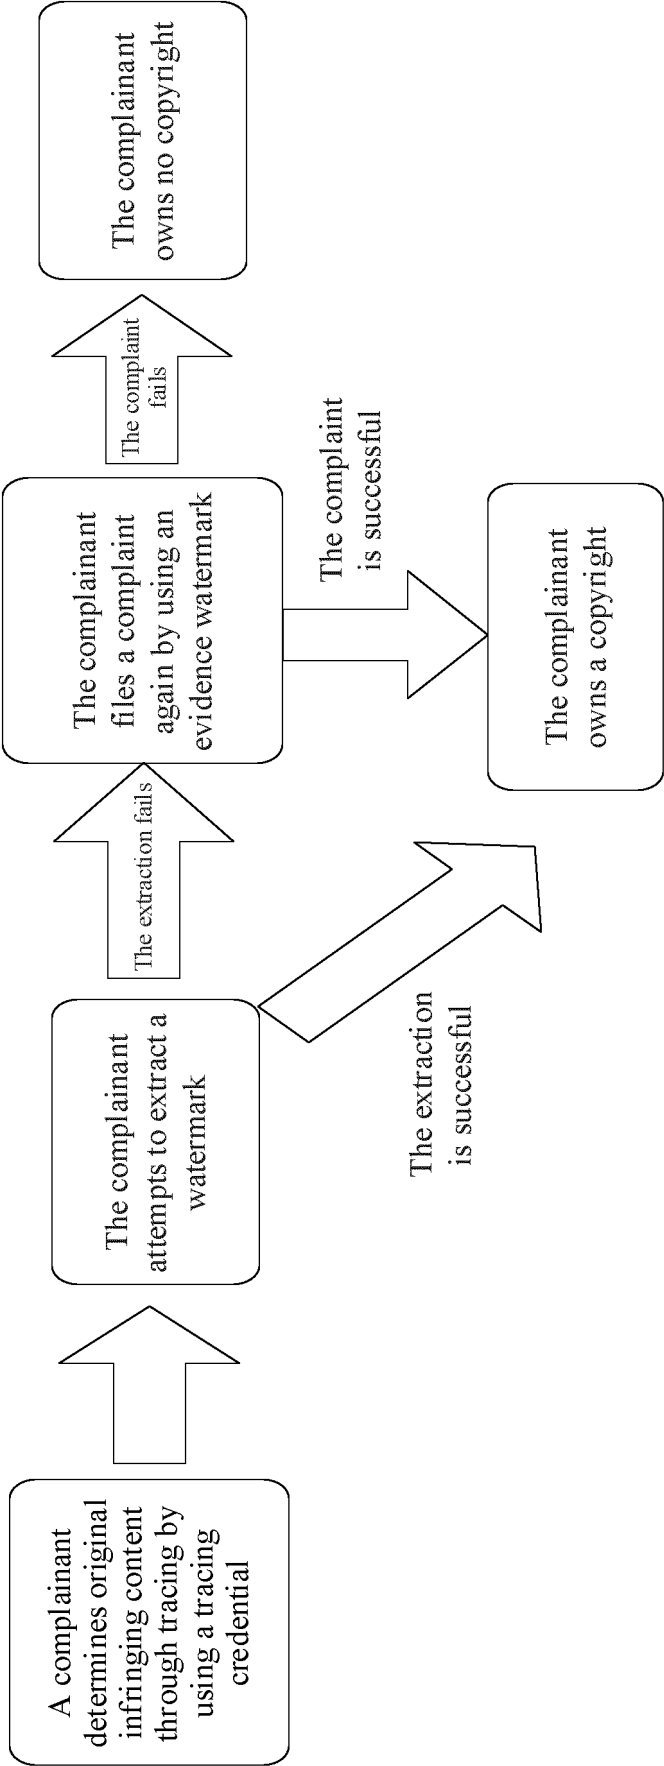 A complainant
determines original
infringing content
through tracing by
using a tracing
credential
The complainant
attempts to extract a
watermark
The extraction fails
The extraction
is successful
The complainant
files a complaint
again by using an
evidence watermark
The complaint
fails
The complaint
is successful
The complainant
owns no copyright
The complainant
owns a copyright